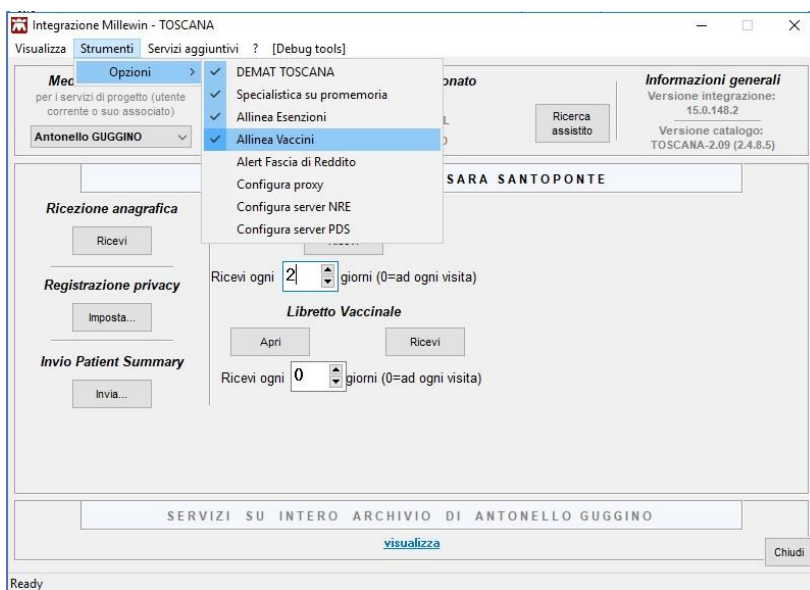 Integrazione Millewin - TOSCANA
Visualizza Strumenti Servizi aggiuntivi ? [Debug tools]
Opzioni >
DEMAT TOSCANA
Specialistica su promemoria
Allinea Esenzioni
Allinea Vaccini
Alert Fascia di Reddito
Configura proxy
Configura server NRE
Configura server PDS
per i servizi di progetto (utente
corrente o suo associato)
Antonello GUGGINO
Ricerca
assistito
Informazioni generali
Versione integrazione:
15.0.148.2
Versione catalogo:
TOSCANA-2.09 (2.4.8.5)
SARA SANTOPONTE
Ricezione anagrafica
Ricevi
Ricevi ogni 2 giorni (0=ad ogni visita)
Registrazione privacy
Imposta...
Libretto Vaccinale
Apri Ricevi
Ricevi ogni 0 giorni (0=ad ogni visita)
Invio Patient Summary
Invia...
SERVIZI SU INTERO ARCHIVIO DI ANTONELLO GUGGINO
visualizza
Chiudi
Ready